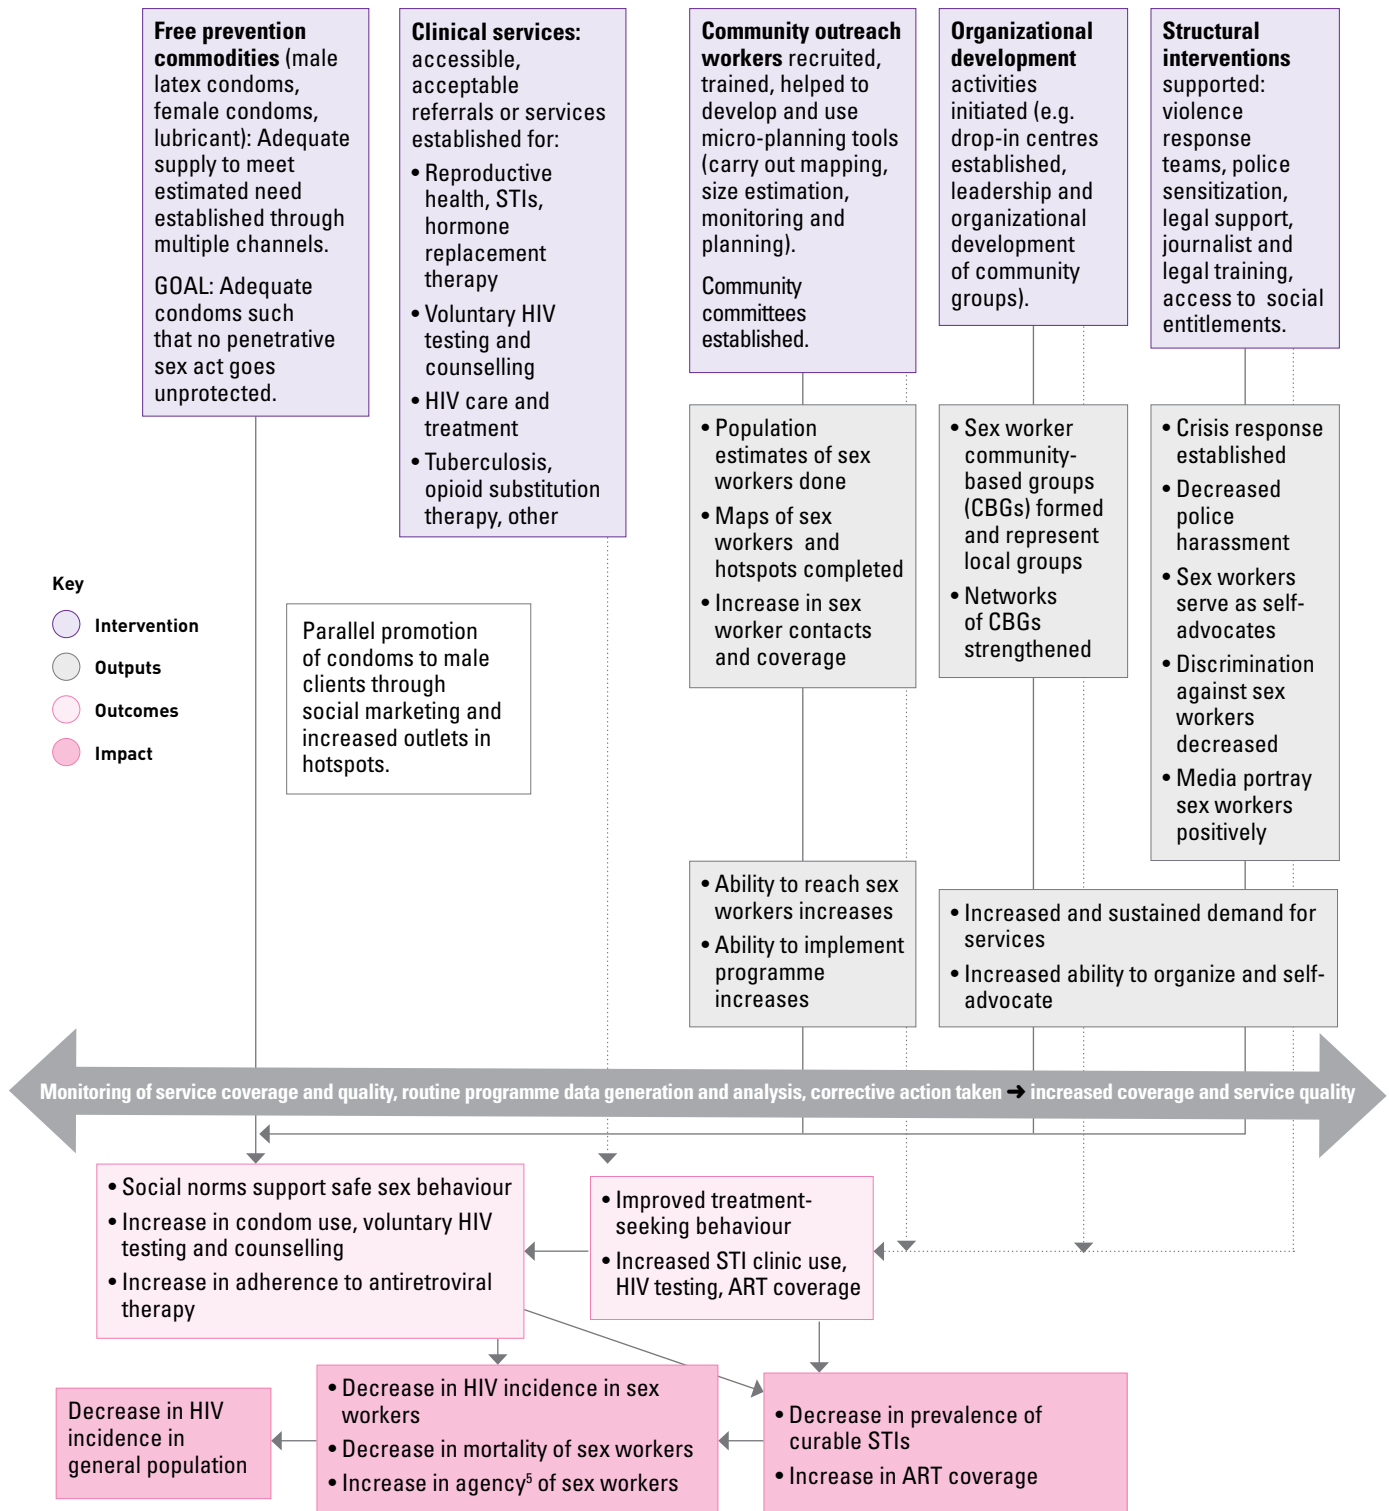 Free prevention
commodities (male
latex condoms,
female condoms,
lubricant): Adequate
supply to meet
estimated need
established through
multiple channels.
GOAL: Adequate
condoms such
that no penetrative
sex act goes
unprotected.
Clinical services:
accessible,
acceptable
referrals or services
established for:
• Reproductive
health, STIs,
hormone
replacement
therapy
• Voluntary HIV
testing and
counselling
• HIV care and
treatment
• Tuberculosis,
opioid substitution
therapy, other
Community outreach
workers recruited,
trained, helped to
develop and use
micro-planning tools
(carry out mapping,
size estimation,
monitoring and
planning).
Community
committees
established.
Organizational
development
activities
initiated (e.g.
drop-in centres
established,
leadership and
organizational
development
of community
groups).
Structural
interventions
supported:
violence
response
teams, police
sensitization,
legal support,
journalist and
legal training,
access to social
entitlements.
• Population
estimates of sex
workers done
• Maps of sex
workers and
hotspots completed
• Increase in sex
worker contacts
and coverage
• Sex worker
community-
based groups
(CBGs) formed
and represent
local groups
• Networks
of CBGs
strengthened
• Crisis response
established
• Decreased
police
harassment
• Sex workers
serve as self-
advocates
• Discrimination
against sex
workers
decreased
• Media portray
sex workers
positively
Key
Intervention
Outputs
Outcomes
Impact
Parallel promotion
of condoms to male
clients through
social marketing and
increased outlets in
hotspots.
• Ability to reach sex
workers increases
• Ability to implement
programme
increases
• Increased and sustained demand for
services
• Increased ability to organize and self-
advocate
Monitoring of service coverage and quality, routine programme data generation and analysis, corrective action taken ➔ increased coverage and service quality
• Social norms support safe sex behaviour
• Increase in condom use, voluntary HIV
testing and counselling
• Increase in adherence to antiretroviral
therapy
• Improved treatment-
seeking behaviour
• Increased STI clinic use,
HIV testing, ART coverage
Decrease in HIV
incidence in
general population
• Decrease in HIV incidence in sex
workers
• Decrease in mortality of sex workers
• Increase in agency⁵ of sex workers
• Decrease in prevalence of
curable STIs
• Increase in ART coverage